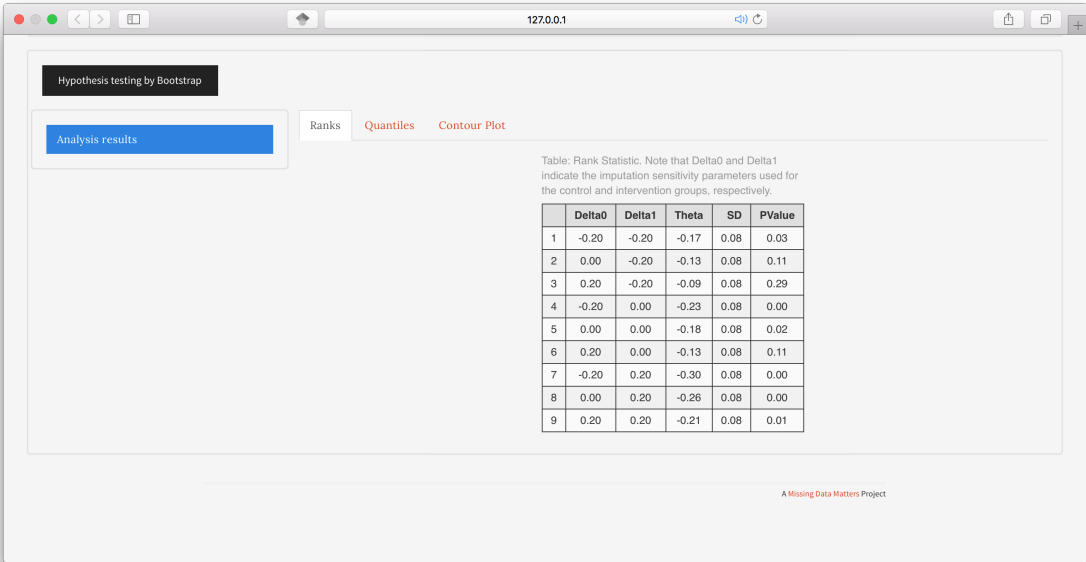 127.0.0.1
Hypothesis testing by Bootstrap
Analysis results
Ranks Quantiles Contour Plot
Table: Rank Statistic. Note that Delta0 and Delta1
indicate the imputation sensitivity parameters used for
the control and intervention groups, respectively.
Delta0 Delta1 Theta SD PValue
1 -0.20 -0.20 -0.17 0.08 0.03
2 0.00 -0.20 -0.13 0.08 0.11
3 0.20 -0.20 -0.09 0.08 0.29
4 -0.20 0.00 -0.23 0.08 0.00
5 0.00 0.00 -0.18 0.08 0.02
6 0.20 0.00 -0.13 0.08 0.11
7 -0.20 0.20 -0.30 0.08 0.00
8 0.00 0.20 -0.26 0.08 0.00
9 0.20 0.20 -0.21 0.08 0.01
A Missing Data Matters Project